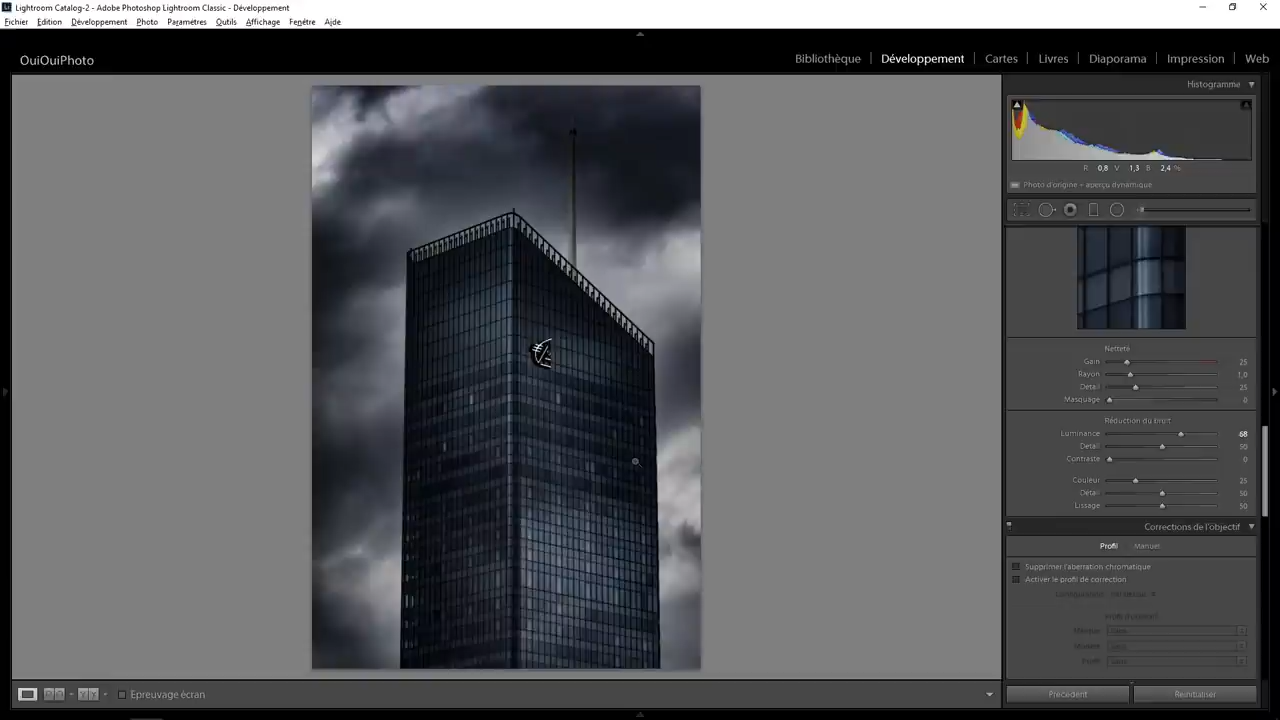 Lightroom Catalog-2 - Adobe Photoshop Lightroom Classic - Développement
Fichier Edition Développement Photo Paramètres Outils Affichage Fenêtre Aide
OuiOuiPhoto
Bibliothèque | Développement | Cartes | Livres | Diaporama | Impression | Web
Histogramme
R 0,8 V 1,3 B 2,4 %
Photo d'origine + aperçu dynamique
Netteté
Gain 25
Rayon 1,0
Détail 25
Masquage 0
Réduction du bruit
Luminance 68
Détail 50
Contraste 0
Couleur 25
Détail 50
Lissage 50
Corrections de l'objectif
Profil Manuel
Supprimer l'aberration chromatique
Activer le profil de correction
Précédent Réinitialiser
Epreuvage écran